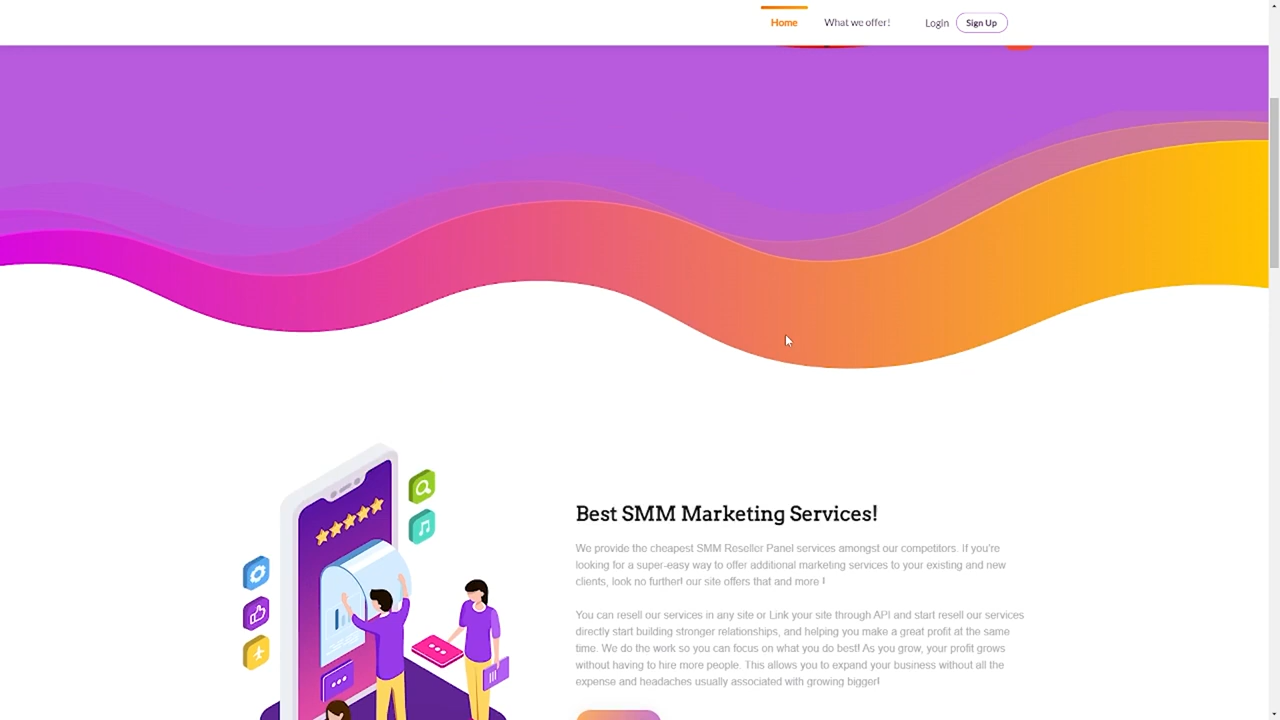 Home What we offer! Login Sign Up
Best SMM Marketing Services!
We provide the cheapest SMM Reseller Panel services amongst our competitors. If you're
looking for a super-easy way to offer additional marketing services to your existing and new
clients, look no further! our site offers that and more !
You can resell our services in any site or Link your site through API and start resell our services
directly start building stronger relationships, and helping you make a great profit at the same
time. We do the work so you can focus on what you do best! As you grow, your profit grows
without having to hire more people. This allows you to expand your business without all the
expense and headaches usually associated with growing bigger!